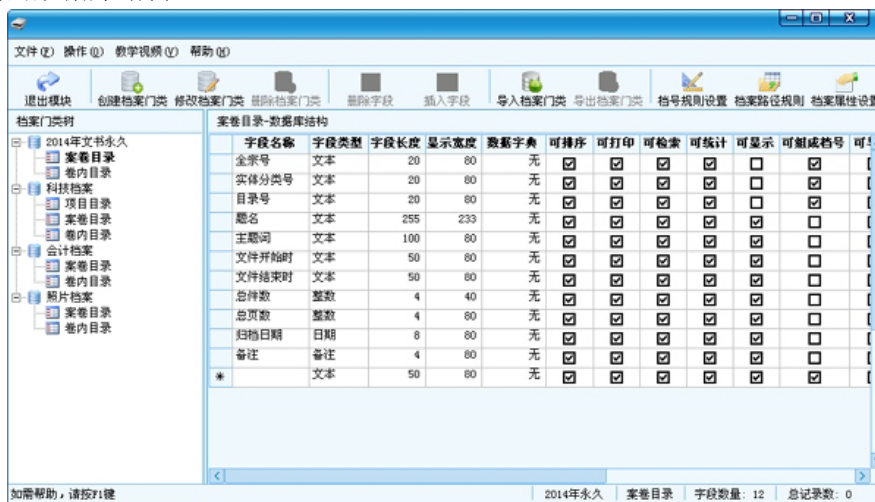 文件(F) 操作(O) 教学视频(V) 帮助(H)
退出模块 创建档案门类 修改档案门类 删除档案门类 删除字段 插入字段 导入档案门类 导出档案门类 档号规则设置 档案路径规则 档案属性设置
档案门类树
2014年文书永久
案卷目录
卷内目录
科技档案
项目目录
案卷目录
卷内目录
会计档案
案卷目录
卷内目录
照片档案
案卷目录
卷内目录
案卷目录-数据库结构
字段名称 字段类型 字段长度 显示宽度 数据字典 可排序 可打印 可检索 可统计 可显示 可组成档号
全宗号 文本 20 80 无
实体分类号 文本 20 80 无
目录号 文本 20 80 无
题名 文本 255 233 无
主题词 文本 100 80 无
文件开始时 文本 50 80 无
文件结束时 文本 50 80 无
总件数 整数 4 40 无
总页数 整数 4 80 无
归档日期 日期 8 80 无
备注 备注 4 80 无
* 文本 50 80 无
如需帮助，请按F1键 2014年永久 案卷目录 字段数量: 12 总记录数: 0